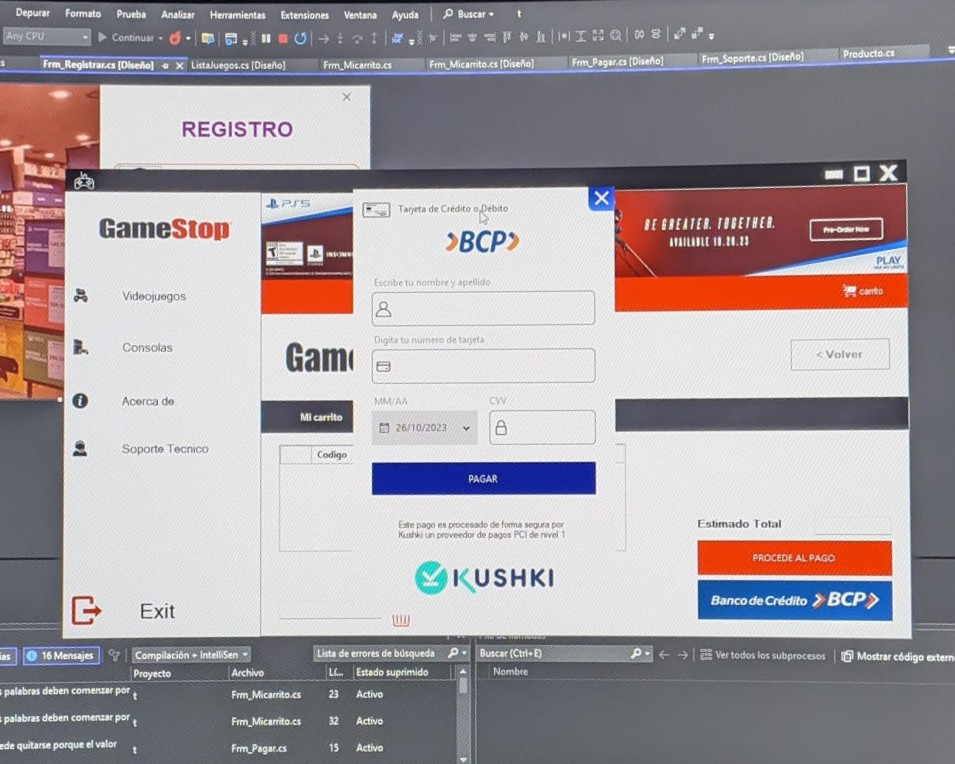 Depurar Formato Prueba Analizar Herramientas Extensiones Ventana Ayuda Buscar t
Any CPU Continuar
Frm_Registrar.cs [Diseño] ListaJuegos.cs [Diseño] Frm_Micarrito.cs Frm_Micarrito.cs [Diseño] Frm_Pagar.cs [Diseño] Frm_Soporte.cs [Diseño] Producto.cs
REGISTRO
GameStop
Videojuegos
Consolas
Acerca de
Soporte Tecnico
Exit
PS5
BE GREATER. TOGETHER.
AVAILABLE 10.20.23
Pre-Order Now
PLAY
carrito
Game
< Volver
Mi carrito
Codigo
Tarjeta de Crédito o Débito
BCP
Escribe tu nombre y apellido
Digita tu número de tarjeta
MM/AA CVV
26/10/2023
PAGAR
Este pago es procesado de forma segura por
Kushki un proveedor de pagos PCI de nivel 1
KUSHKI
Estimado Total
PROCEDE AL PAGO
Banco de Crédito BCP
ias 16 Mensajes Compilación + IntelliSen Lista de errores de búsqueda
Proyecto Archivo Lí... Estado suprimido
s palabras deben comenzar por t Frm_Micarrito.cs 23 Activo
s palabras deben comenzar por t Frm_Micarrito.cs 32 Activo
ede quitarse porque el valor t Frm_Pagar.cs 15 Activo
Buscar (Ctrl+E) Ver todos los subprocesos Mostrar código extern
Nombre